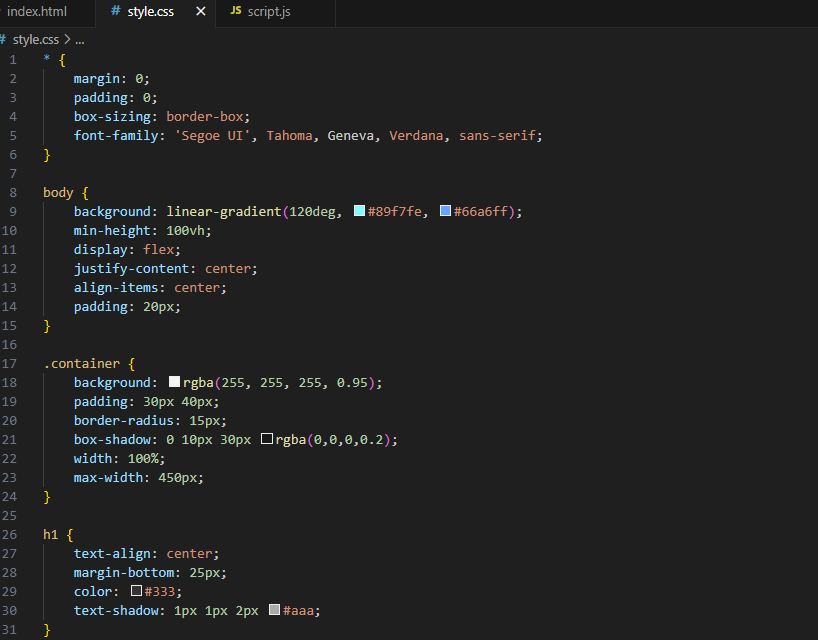 index.html # style.css × JS script.js
# style.css > ...
1 * {
2     margin: 0;
3     padding: 0;
4     box-sizing: border-box;
5     font-family: 'Segoe UI', Tahoma, Geneva, Verdana, sans-serif;
6 }
7
8 body {
9     background: linear-gradient(120deg, #89f7fe, #66a6ff);
10     min-height: 100vh;
11     display: flex;
12     justify-content: center;
13     align-items: center;
14     padding: 20px;
15 }
16
17 .container {
18     background: rgba(255, 255, 255, 0.95);
19     padding: 30px 40px;
20     border-radius: 15px;
21     box-shadow: 0 10px 30px rgba(0,0,0,0.2);
22     width: 100%;
23     max-width: 450px;
24 }
25
26 h1 {
27     text-align: center;
28     margin-bottom: 25px;
29     color: #333;
30     text-shadow: 1px 1px 2px #aaa;
31 }